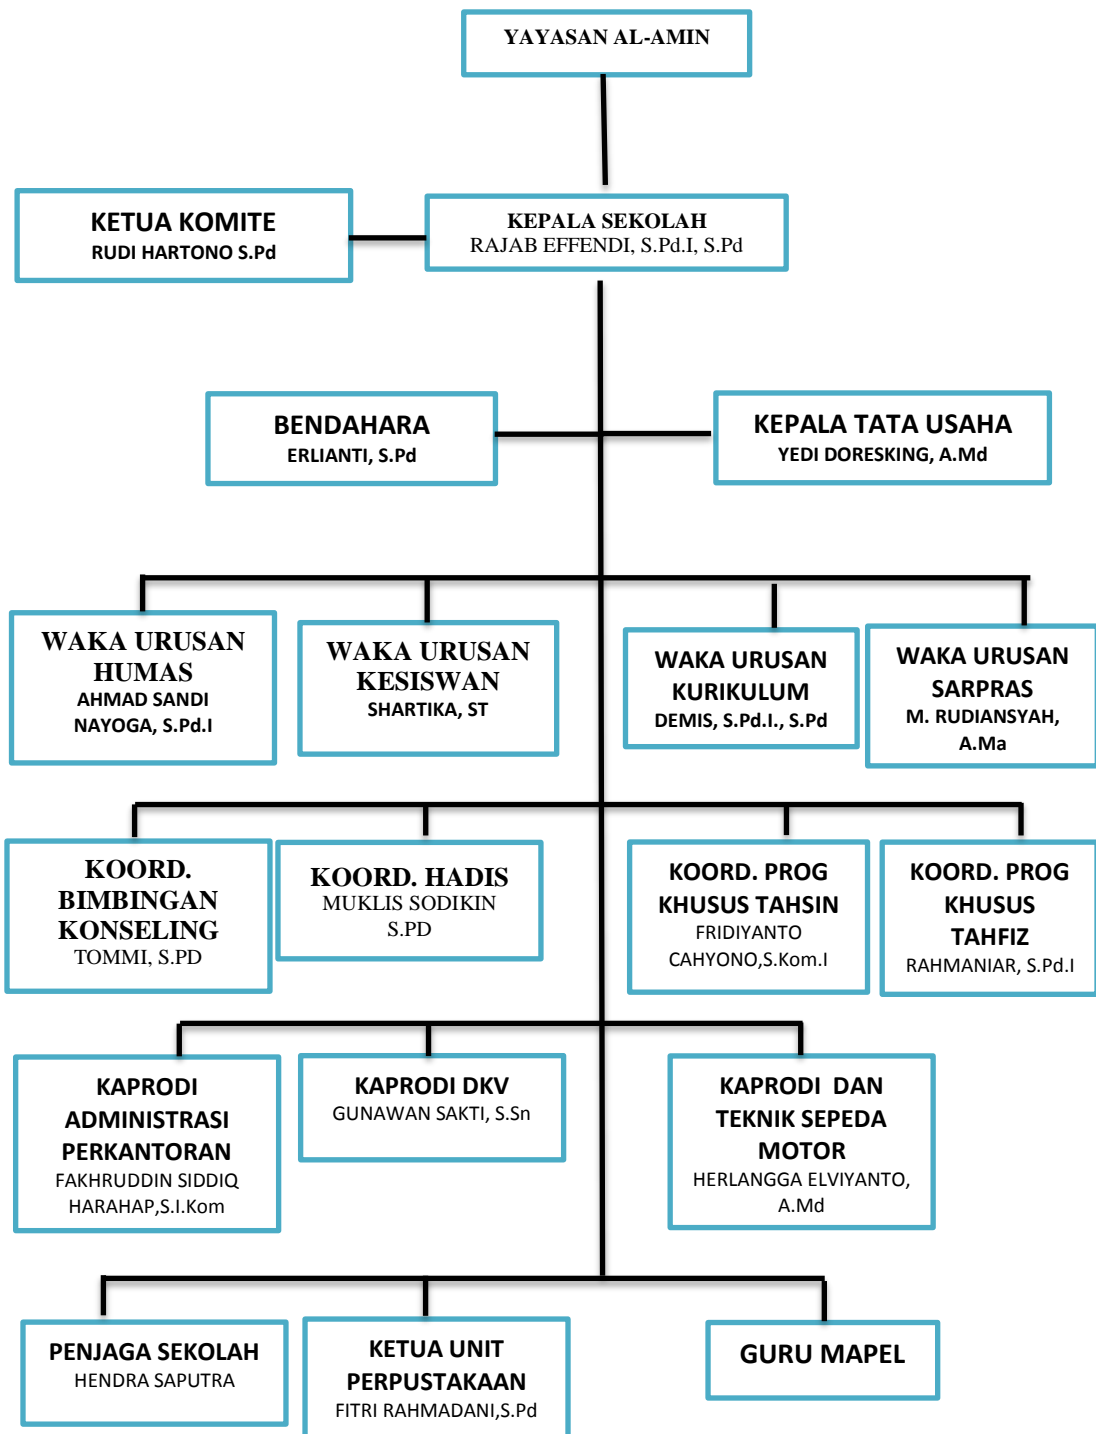 YAYASAN AL-AMIN
KETUA KOMITE
RUDI HARTONO S.Pd
KEPALA SEKOLAH
RAJAB EFFENDI, S.Pd.I, S.Pd
BENDAHARA
ERLIANTI, S.Pd
KEPALA TATA USAHA
YEDI DORESKING, A.Md
WAKA URUSAN
HUMAS
AHMAD SANDI
NAYOGA, S.Pd.I
WAKA URUSAN
KESISWAN
SHARTIKA, ST
WAKA URUSAN
KURIKULUM
DEMIS, S.Pd.I., S.Pd
WAKA URUSAN
SARPRAS
M. RUDIANSYAH,
A.Ma
KOORD.
BIMBINGAN
KONSELING
TOMMI, S.PD
KOORD. HADIS
MUKLIS SODIKIN
S.PD
KOORD. PROG
KHUSUS TAHSIN
FRIDIYANTO
CAHYONO,S.Kom.I
KOORD. PROG
KHUSUS
TAHFIZ
RAHMANIAR, S.Pd.I
KAPRODI
ADMINISTRASI
PERKANTORAN
FAKHRUDDIN SIDDIQ
HARAHAP,S.I.Kom
KAPRODI DKV
GUNAWAN SAKTI, S.Sn
KAPRODI  DAN
TEKNIK SEPEDA
MOTOR
HERLANGGA ELVIYANTO,
A.Md
PENJAGA SEKOLAH
HENDRA SAPUTRA
KETUA UNIT
PERPUSTAKAAN
FITRI RAHMADANI,S.Pd
GURU MAPEL